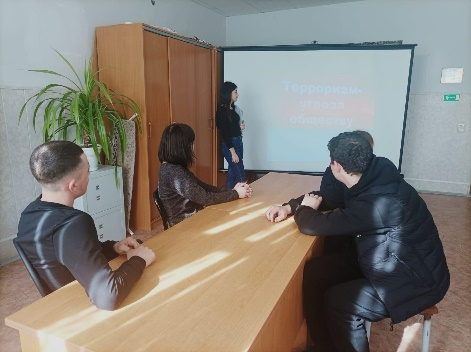 Терроризм-
угроза
обществу